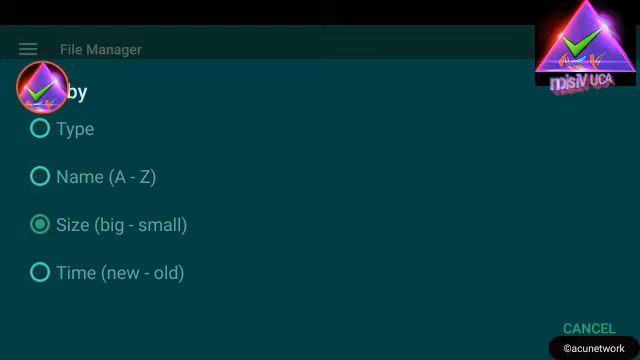 File Manager
by
Type
Name (A - Z)
Size (big - small)
Time (new - old)
CANCEL
©acunetwork